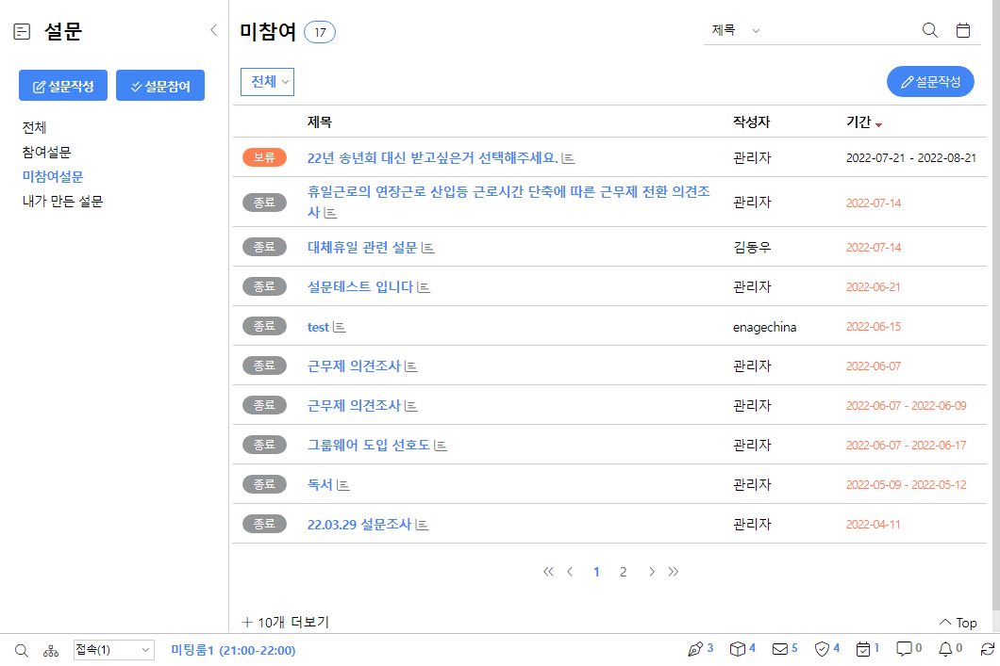 설문
설문작성 설문참여
전체
참여설문
미참여설문
내가 만든 설문
미참여 17
제목
전체
설문작성
제목 작성자 기간
보류 22년 송년회 대신 받고싶은거 선택해주세요. 관리자 2022-07-21 - 2022-08-21
종료 휴일근로의 연장근로 산입등 근로시간 단축에 따른 근무제 전환 의견조
사 관리자 2022-07-14
종료 대체휴일 관련 설문 김동우 2022-07-14
종료 설문테스트 입니다 관리자 2022-06-21
종료 test enagechina 2022-06-15
종료 근무제 의견조사 관리자 2022-06-07
종료 근무제 의견조사 관리자 2022-06-07 - 2022-06-09
종료 그룹웨어 도입 선호도 관리자 2022-06-07 - 2022-06-17
종료 독서 관리자 2022-05-09 - 2022-05-12
종료 22.03.29 설문조사 관리자 2022-04-11
1 2
10개 더보기
Top
접속(1) 미팅룸1 (21:00-22:00) 3 4 5 4 1 0 0